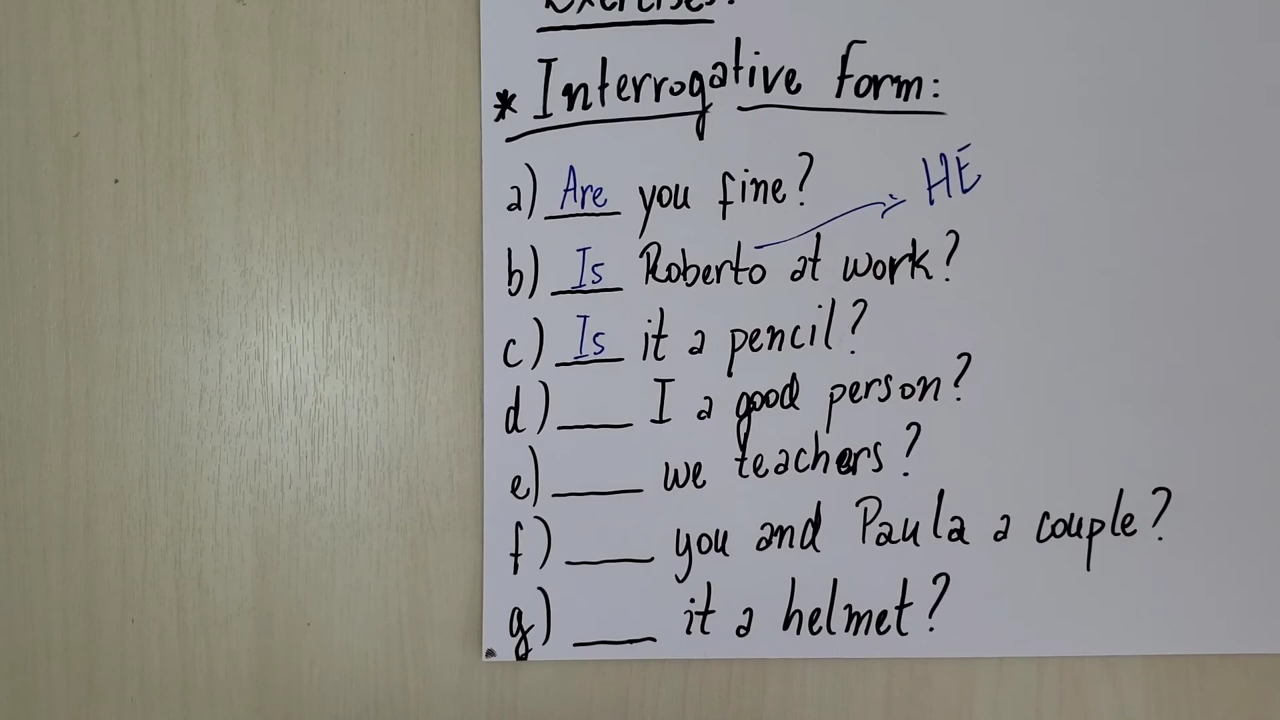 Exercises:
* Interrogative form:
a) Are you fine?
HE
b) Is Roberto at work?
c) Is it a pencil?
d) ___ I a good person?
e) ___ we teachers?
f) ___ you and Paula a couple?
g) ___ it a helmet?